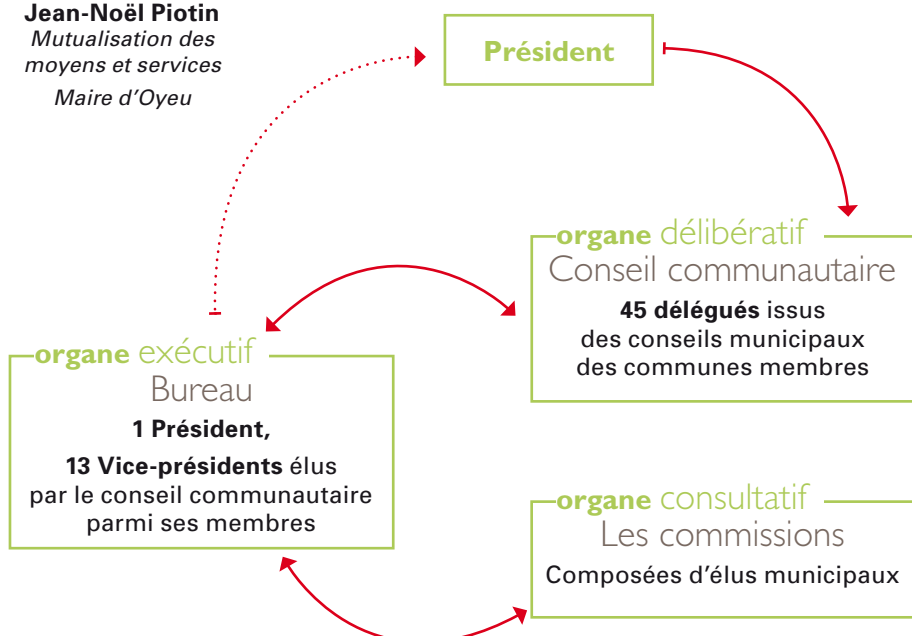 Jean-Noël Piotin
Mutualisation des
moyens et services
Maire d'Oyeu
Président
organe délibératif
Conseil communautaire
45 délégués issus
des conseils municipaux
des communes membres
organe exécutif
Bureau
1 Président,
13 Vice-présidents élus
par le conseil communautaire
parmi ses membres
organe consultatif
Les commissions
Composées d'élus municipaux